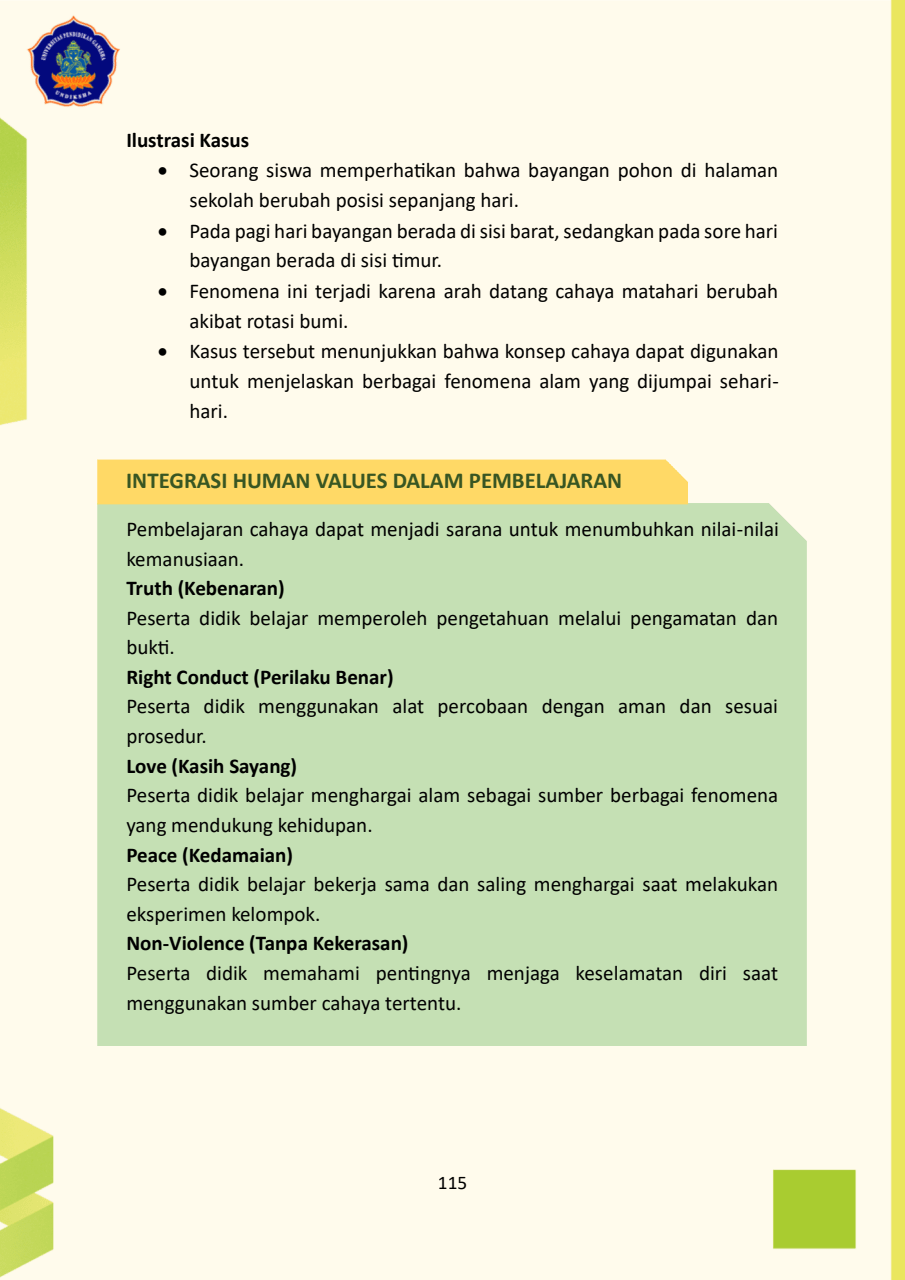 UNIVERSITAS PENDIDIKAN GANESHA
UNDIKSHA
Ilustrasi Kasus
• Seorang siswa memperhatikan bahwa bayangan pohon di halaman
sekolah berubah posisi sepanjang hari.
• Pada pagi hari bayangan berada di sisi barat, sedangkan pada sore hari
bayangan berada di sisi timur.
• Fenomena ini terjadi karena arah datang cahaya matahari berubah
akibat rotasi bumi.
• Kasus tersebut menunjukkan bahwa konsep cahaya dapat digunakan
untuk menjelaskan berbagai fenomena alam yang dijumpai sehari-
hari.
INTEGRASI HUMAN VALUES DALAM PEMBELAJARAN
Pembelajaran cahaya dapat menjadi sarana untuk menumbuhkan nilai-nilai
kemanusiaan.
Truth (Kebenaran)
Peserta didik belajar memperoleh pengetahuan melalui pengamatan dan
bukti.
Right Conduct (Perilaku Benar)
Peserta didik menggunakan alat percobaan dengan aman dan sesuai
prosedur.
Love (Kasih Sayang)
Peserta didik belajar menghargai alam sebagai sumber berbagai fenomena
yang mendukung kehidupan.
Peace (Kedamaian)
Peserta didik belajar bekerja sama dan saling menghargai saat melakukan
eksperimen kelompok.
Non-Violence (Tanpa Kekerasan)
Peserta didik memahami pentingnya menjaga keselamatan diri saat
menggunakan sumber cahaya tertentu.
115